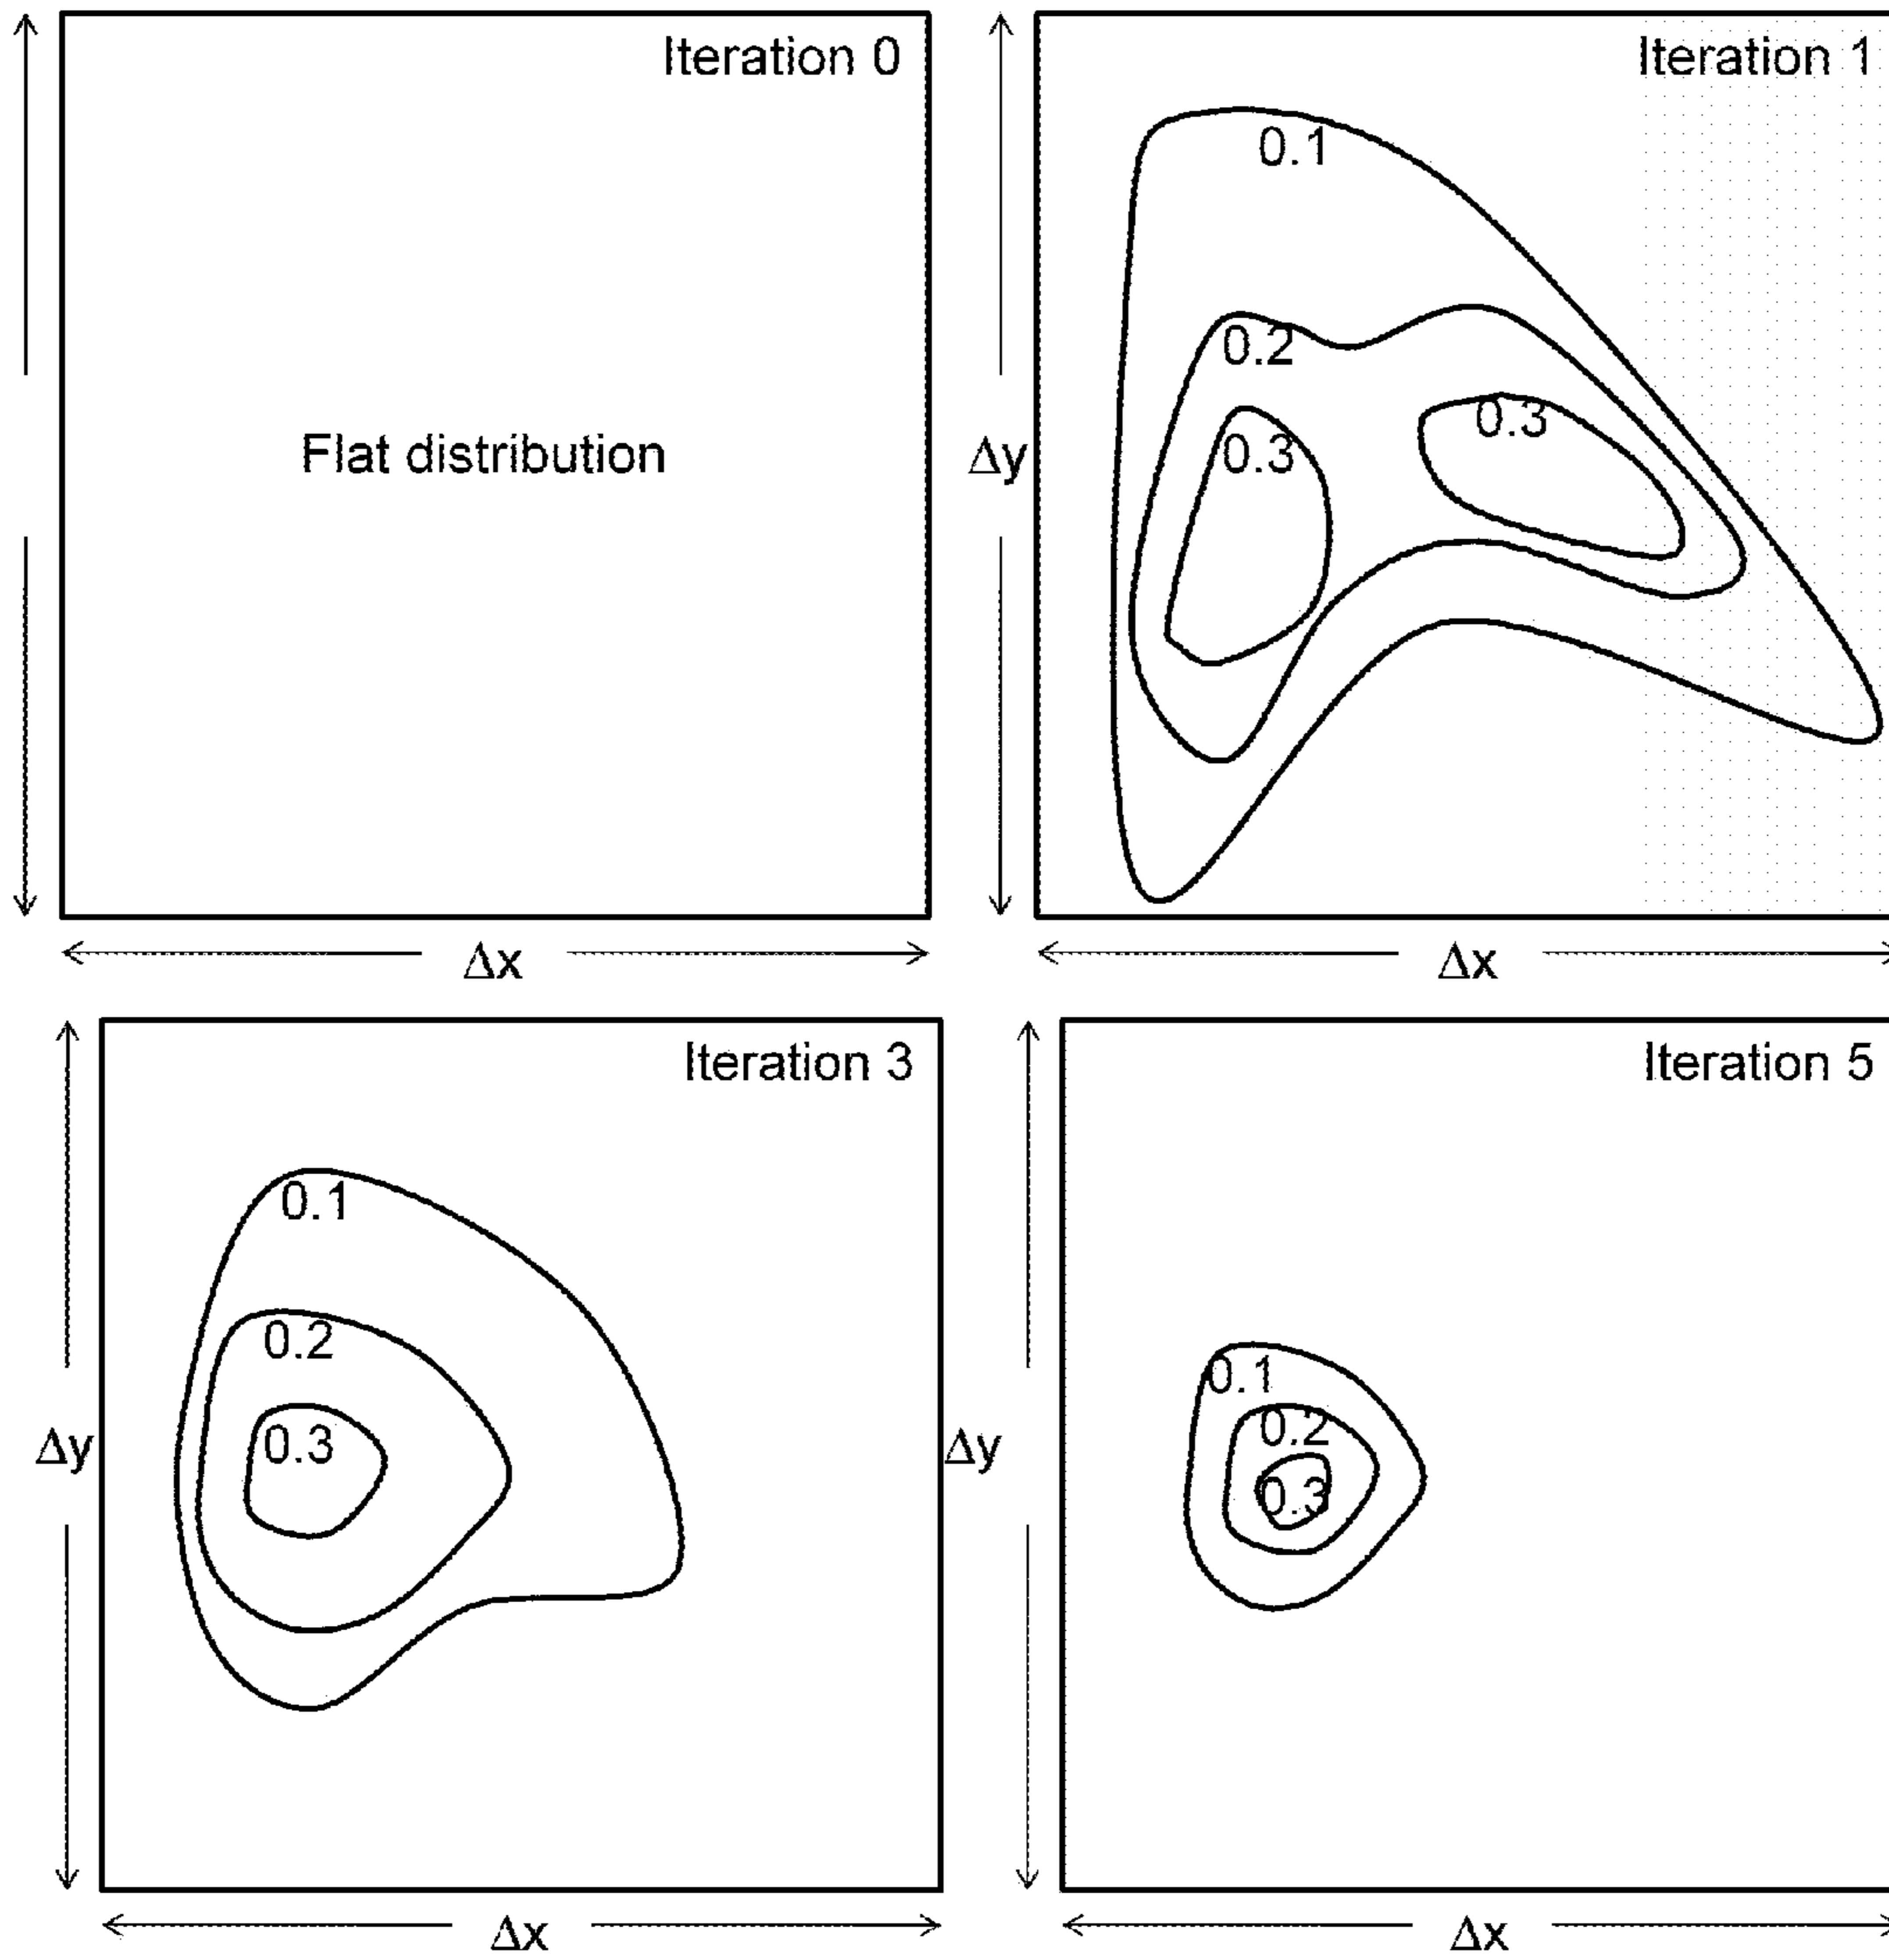 Iteration 0
Flat distribution
Δx
Iteration 1
0.1
0.2
0.3
0.3
Δy
Δx
Iteration 3
0.1
0.2
0.3
Δy
Δx
Iteration 5
0.1
0.2
0.3
Δy
Δx